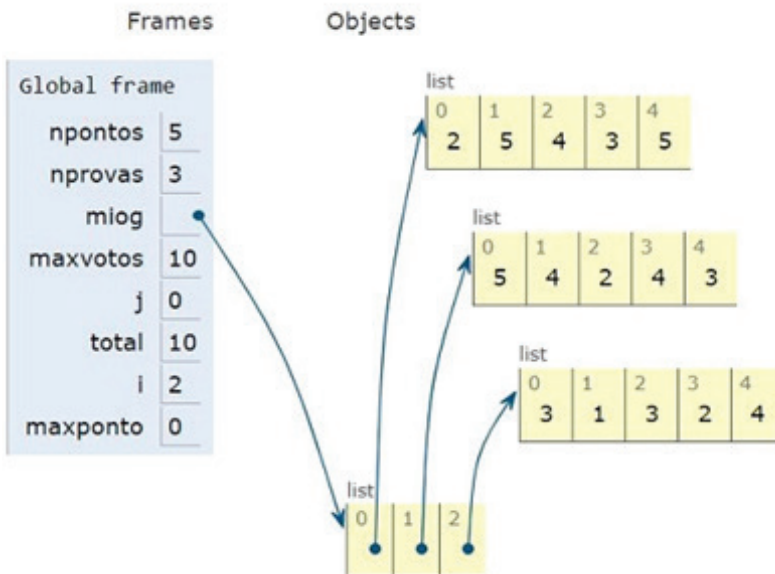 Frames Objects
Global frame
npontos 5
nprovas 3
miog
maxvotos 10
j 0
total 10
i 2
maxponto 0
list
0 1 2 3 4
2 5 4 3 5
list
0 1 2 3 4
5 4 2 4 3
list
0 1 2 3 4
3 1 3 2 4
list
0 1 2